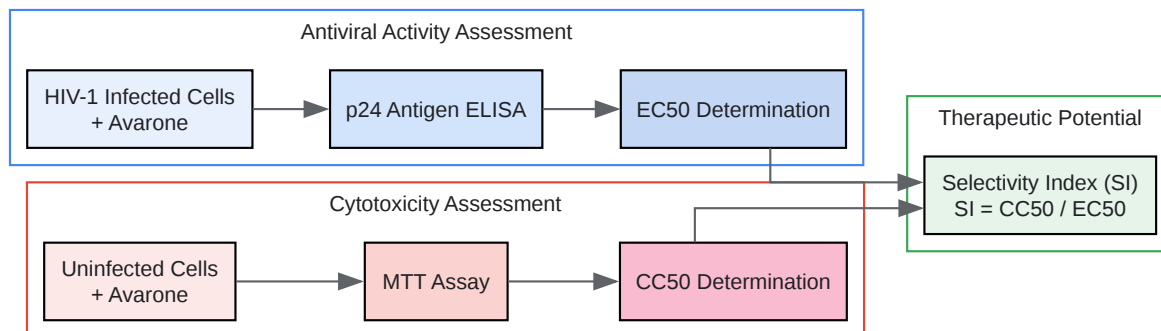 Antiviral Activity Assessment
HIV-1 Infected Cells
+ Avarone
p24 Antigen ELISA
EC50 Determination
Therapeutic Potential
Selectivity Index (SI)
SI = CC50 / EC50
Cytotoxicity Assessment
Uninfected Cells
+ Avarone
MTT Assay
CC50 Determination